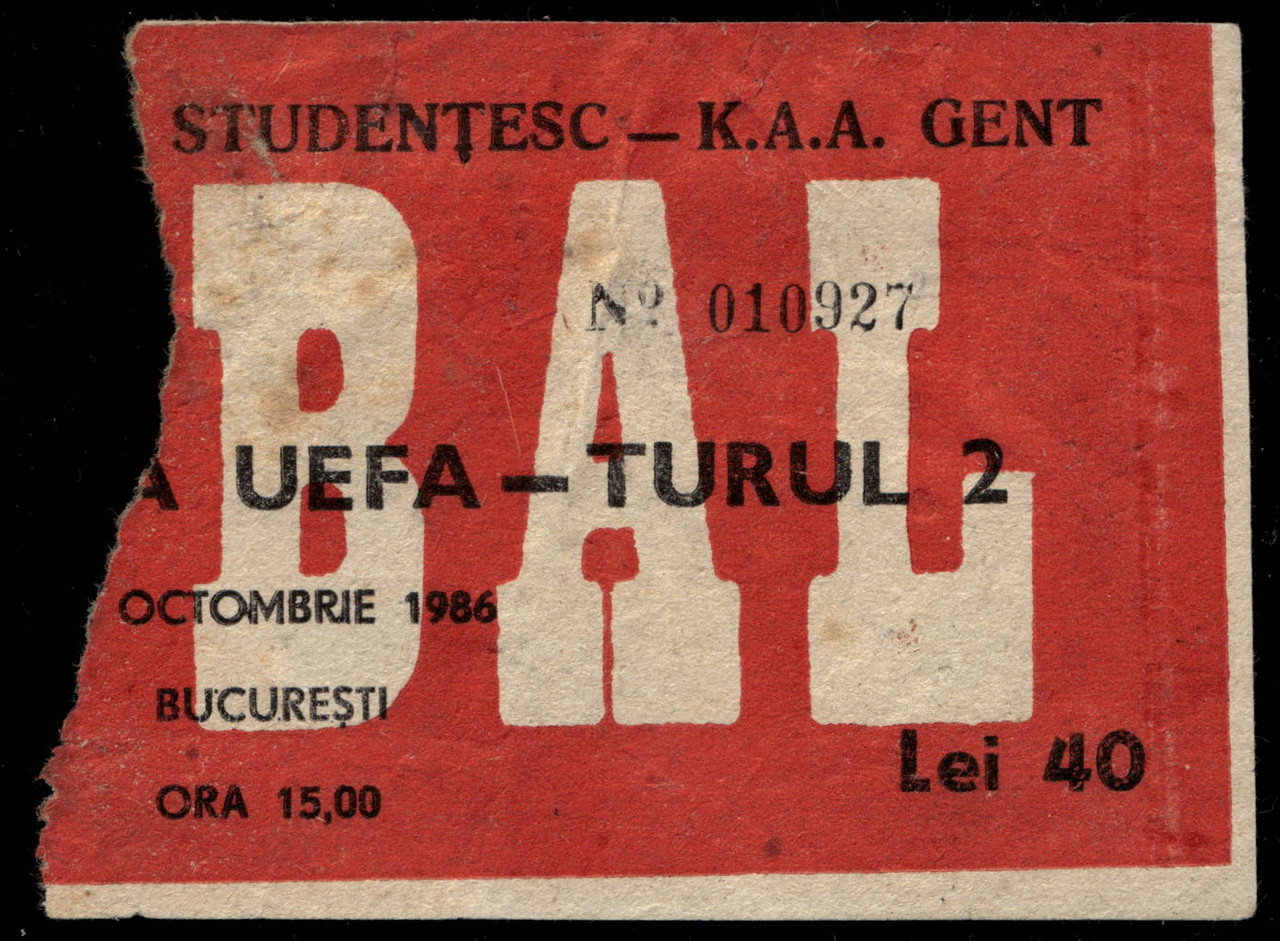 STUDENŢESC — K.A.A. GENT
BAL
Nº 010927
A UEFA — TURUL 2
OCTOMBRIE 1986
BUCUREŞTI
ORA 15,00
Lei 40